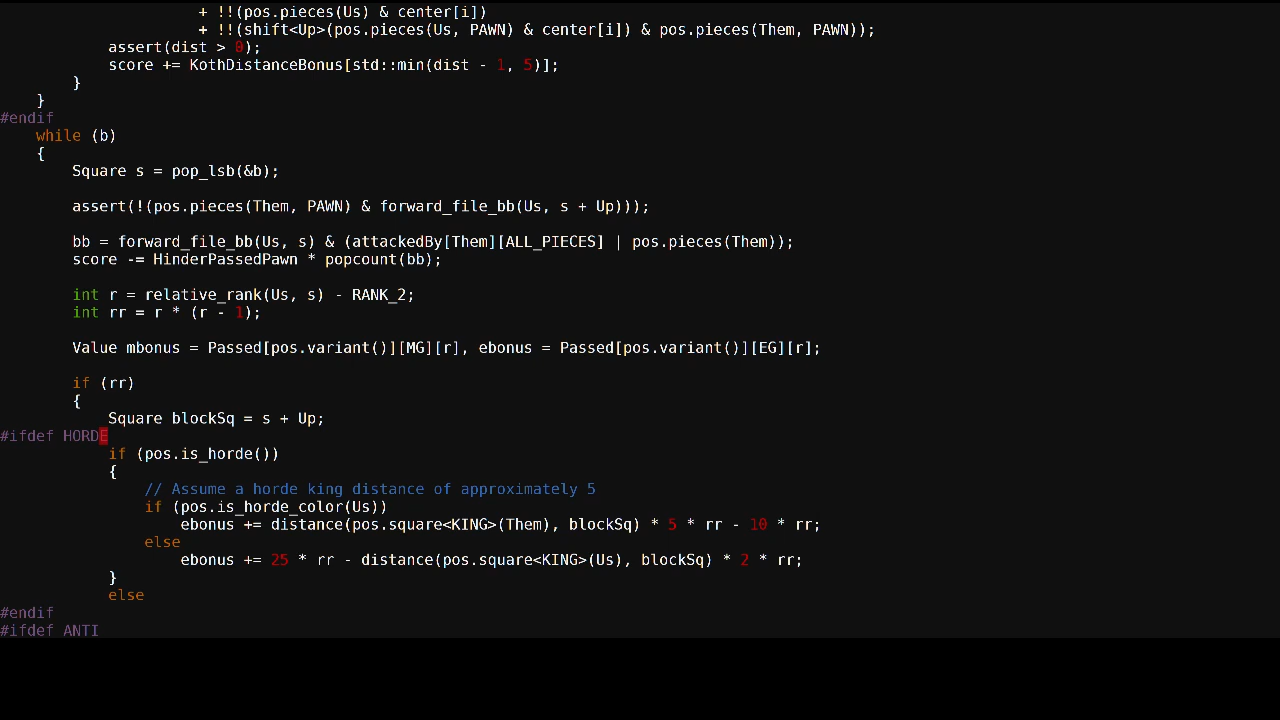 + !!(pos.pieces(Us) & center[i])
                      + !!(shift<Up>(pos.pieces(Us, PAWN) & center[i]) & pos.pieces(Them, PAWN));
            assert(dist > 0);
            score += KothDistanceBonus[std::min(dist - 1, 5)];
        }
    }
#endif
    while (b)
    {
        Square s = pop_lsb(&b);

        assert(!(pos.pieces(Them, PAWN) & forward_file_bb(Us, s + Up)));

        bb = forward_file_bb(Us, s) & (attackedBy[Them][ALL_PIECES] | pos.pieces(Them));
        score -= HinderPassedPawn * popcount(bb);

        int r = relative_rank(Us, s) - RANK_2;
        int rr = r * (r - 1);

        Value mbonus = Passed[pos.variant()][MG][r], ebonus = Passed[pos.variant()][EG][r];

        if (rr)
        {
            Square blockSq = s + Up;
#ifdef HORDE
            if (pos.is_horde())
            {
                // Assume a horde king distance of approximately 5
                if (pos.is_horde_color(Us))
                    ebonus += distance(pos.square<KING>(Them), blockSq) * 5 * rr - 10 * rr;
                else
                    ebonus += 25 * rr - distance(pos.square<KING>(Us), blockSq) * 2 * rr;
            }
            else
#endif
#ifdef ANTI